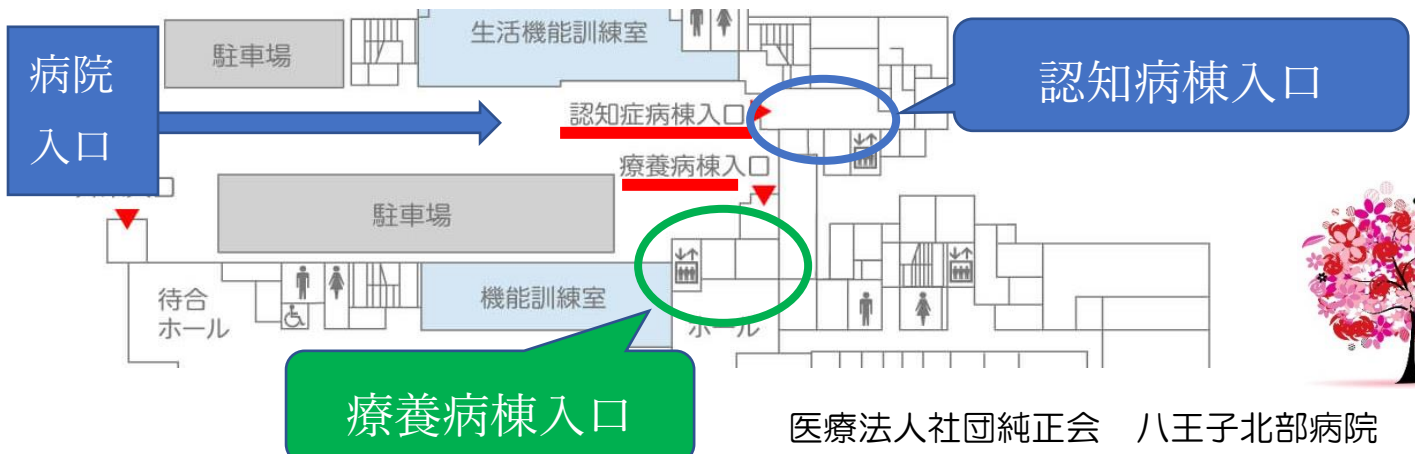 病院
入口
駐車場
生活機能訓練室
認知病棟入口
認知症病棟入口
療養病棟入口
駐車場
待合
ホール
機能訓練室
ホール
療養病棟入口
医療法人社団純正会 八王子北部病院